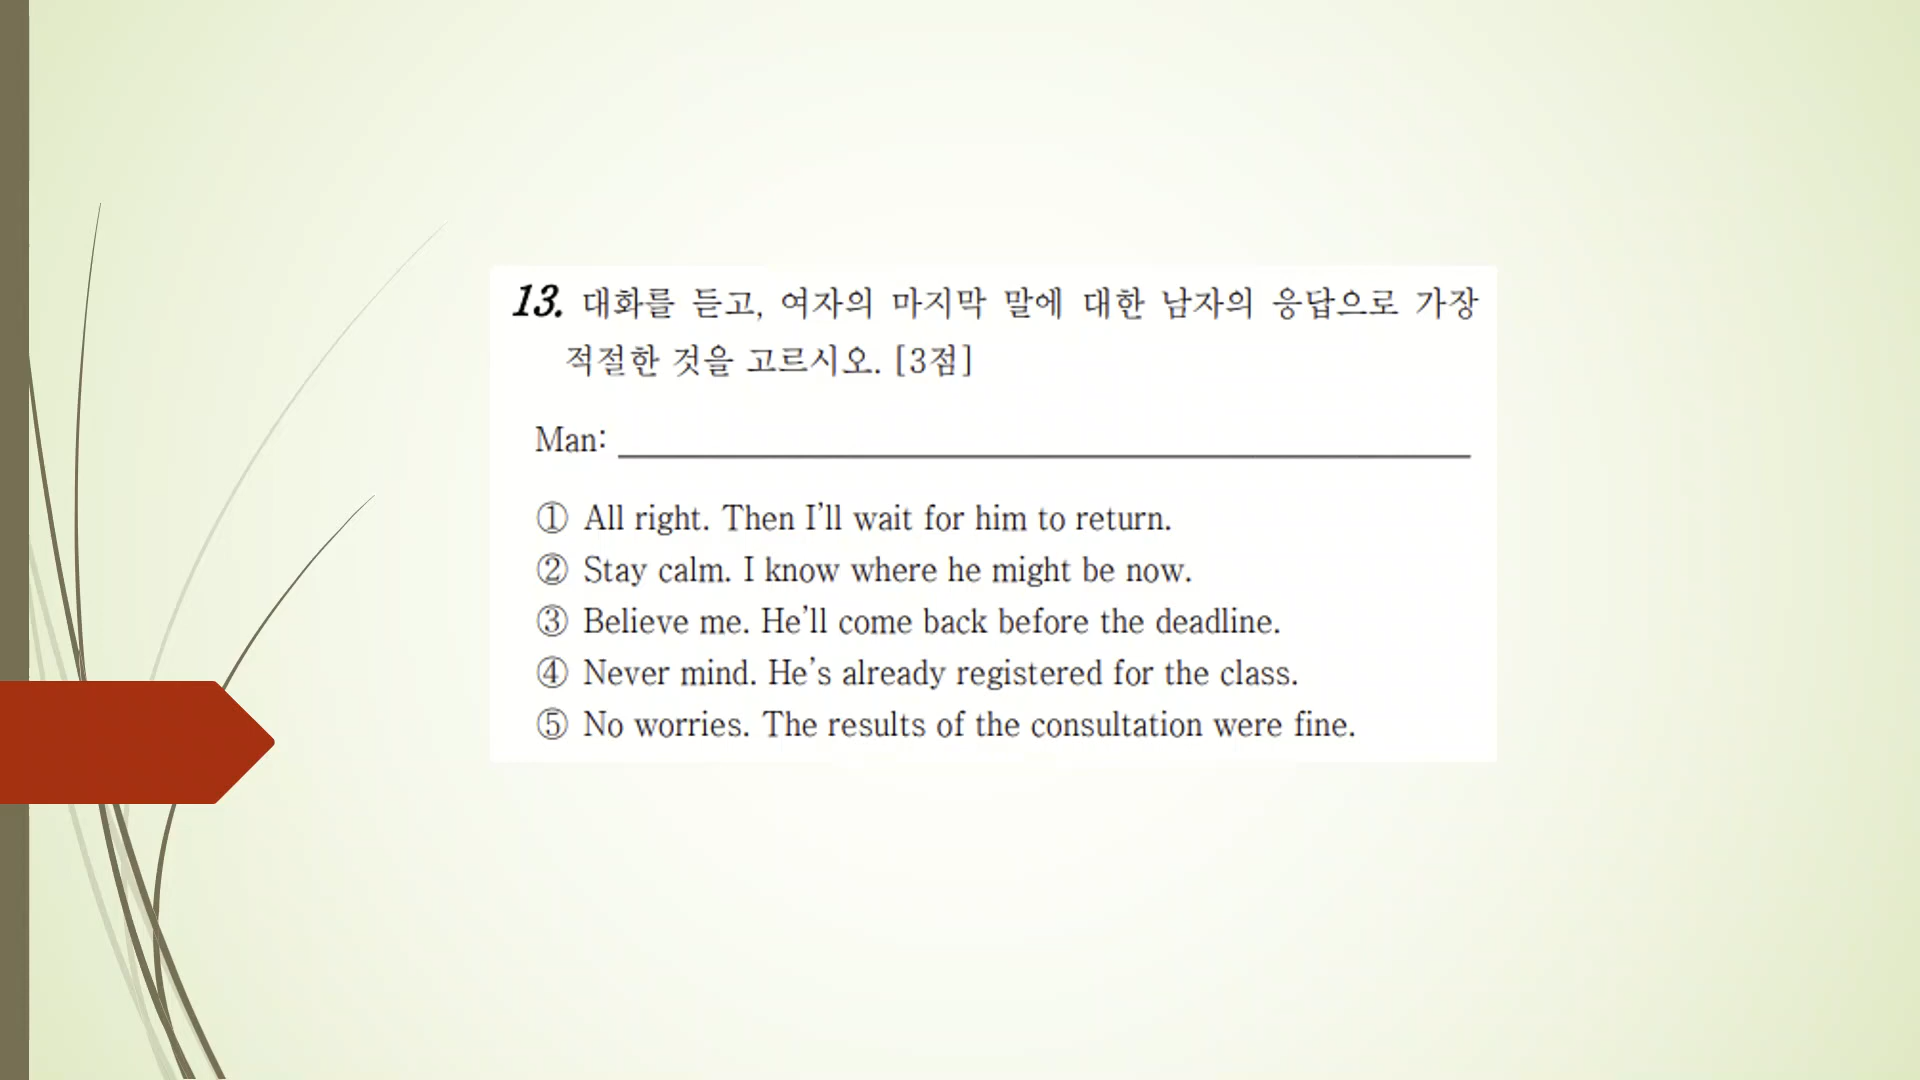 13. 대화를 듣고, 여자의 마지막 말에 대한 남자의 응답으로 가장
적절한 것을 고르시오. [3점]
Man:
① All right. Then I’ll wait for him to return.
② Stay calm. I know where he might be now.
③ Believe me. He’ll come back before the deadline.
④ Never mind. He’s already registered for the class.
⑤ No worries. The results of the consultation were fine.